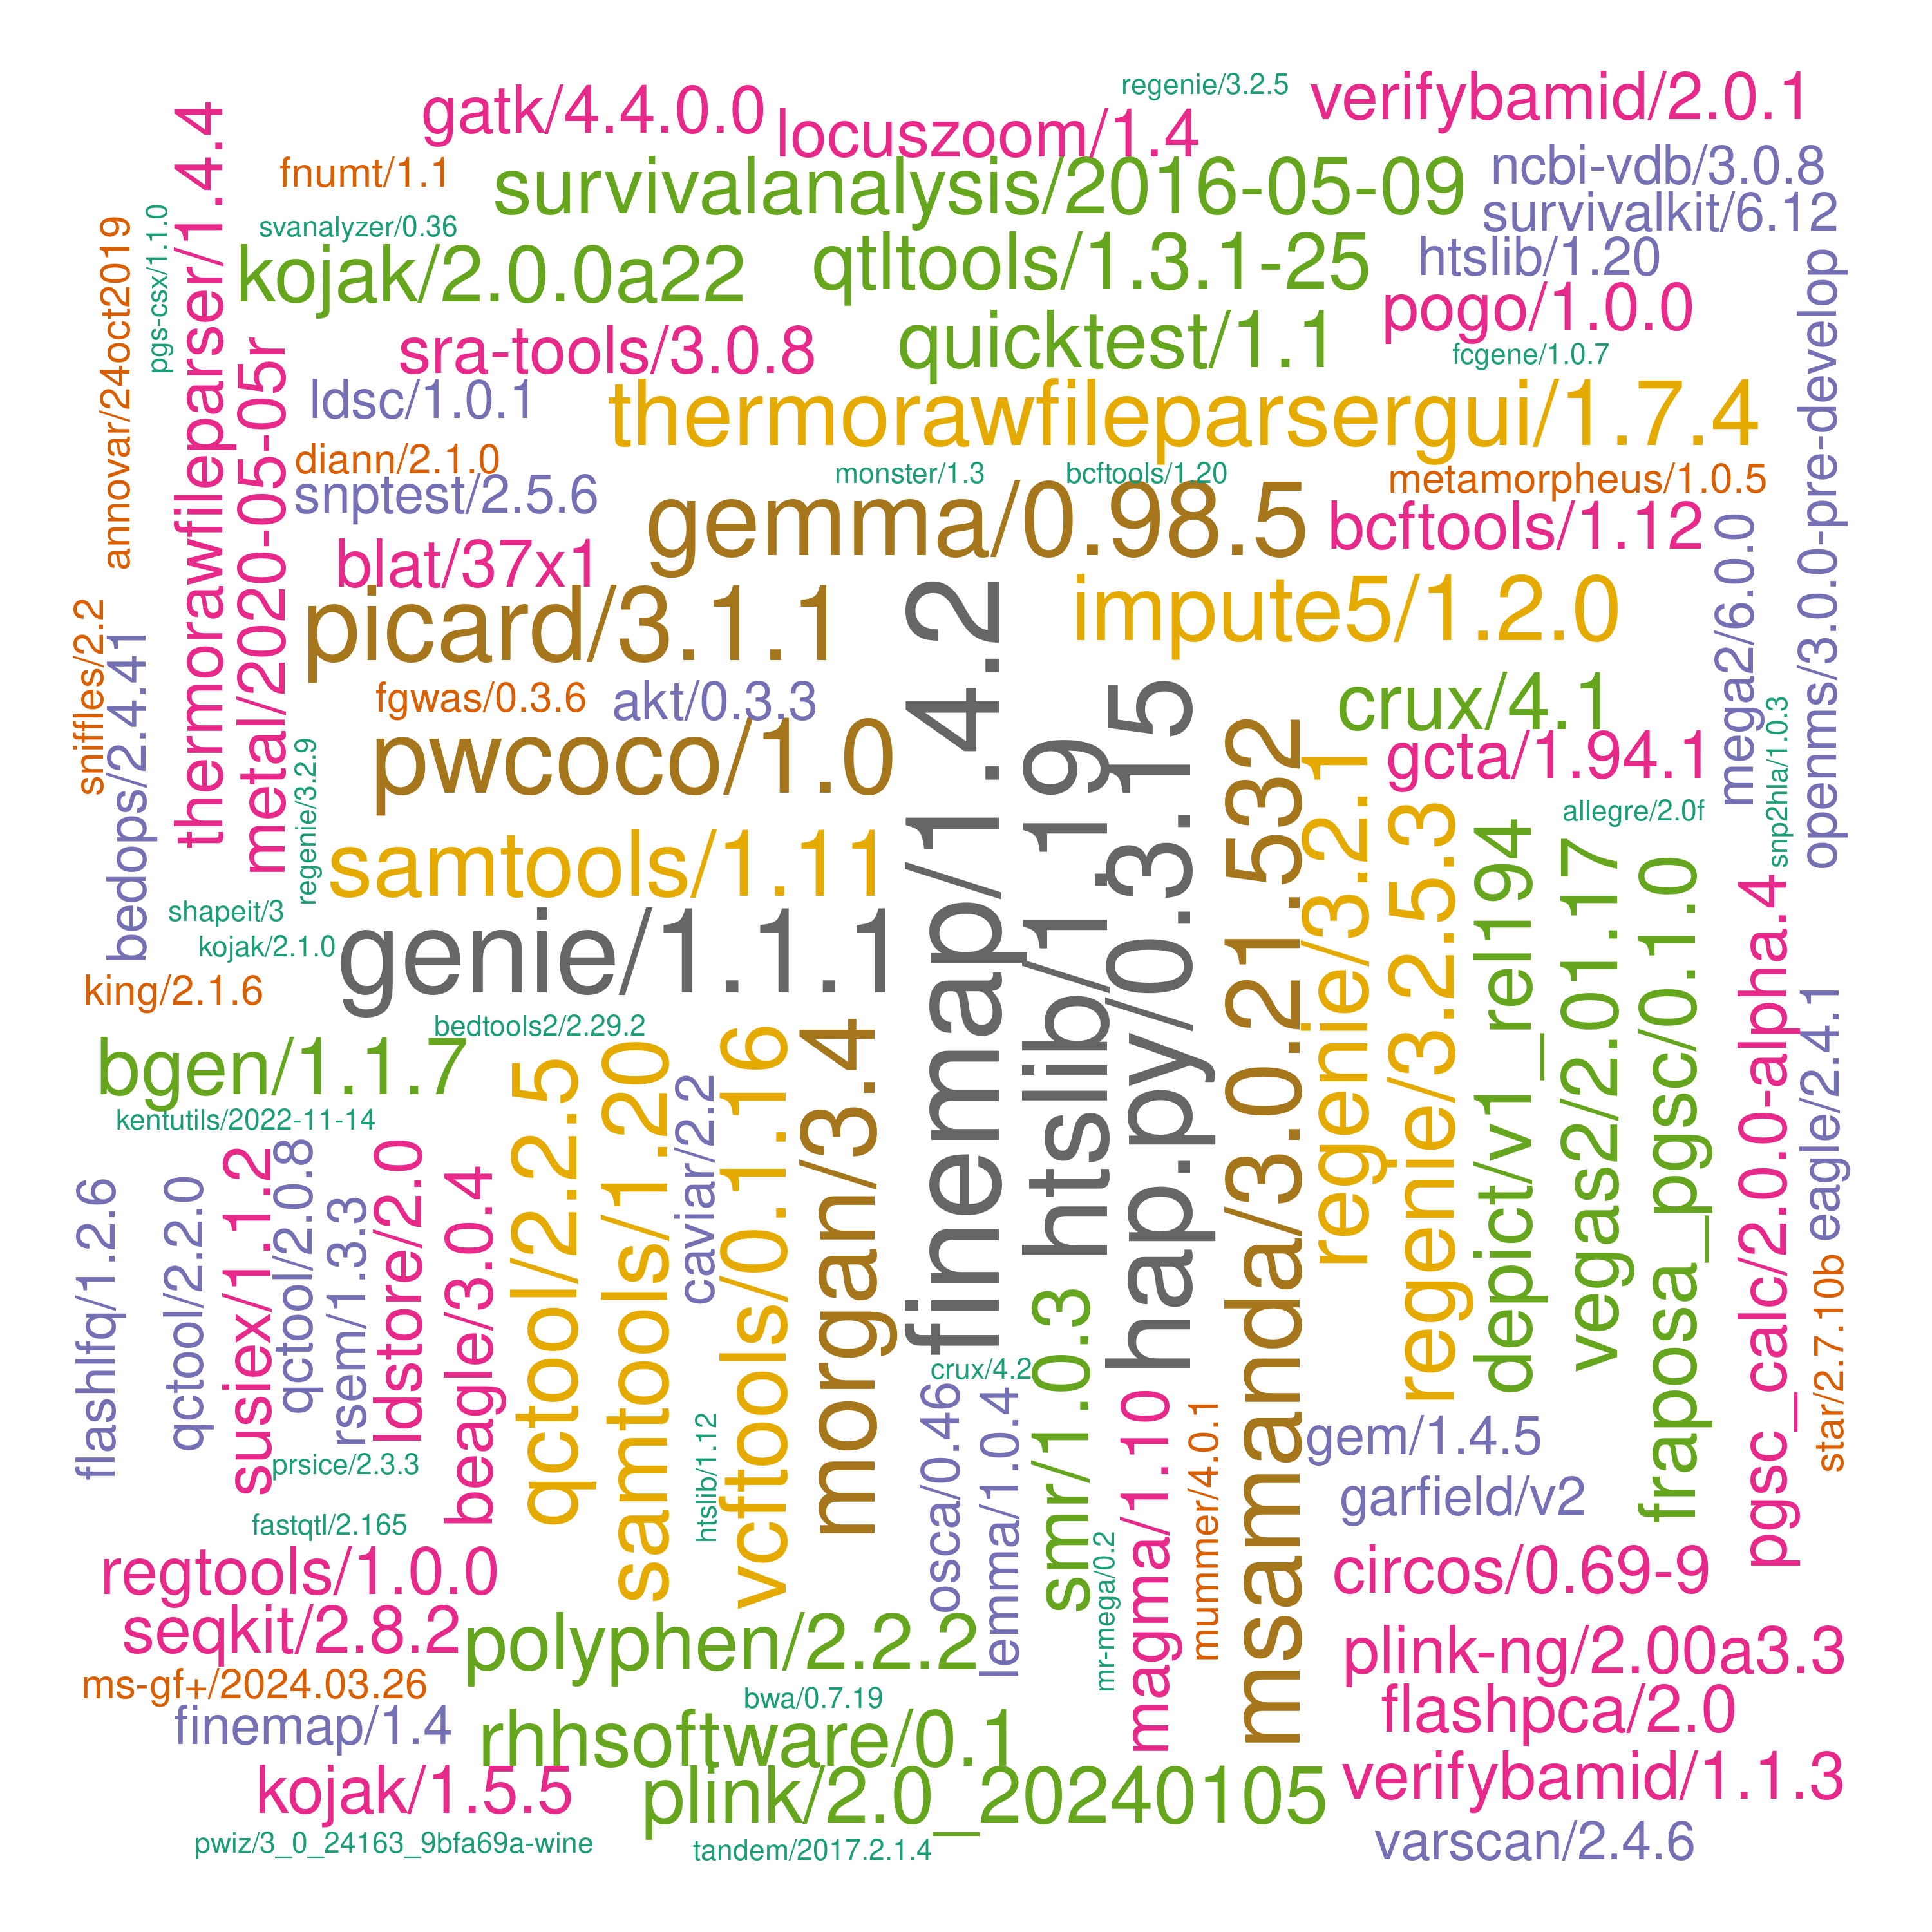 regenie/3.2.5
verifybamid/2.0.1
gatk/4.4.0.0
locuszoom/1.4
fnumt/1.1
survivalanalysis/2016-05-09
ncbi-vdb/3.0.8
survivalkit/6.12
svanalyzer/0.36
kojak/2.0.0a22
qtltools/1.3.1-25
htslib/1.20
pogo/1.0.0
sra-tools/3.0.8
quicktest/1.1
fcgene/1.0.7
annovar/24oct2019
pgs-csx/1.1.0
thermorawfileparser/1.4.4
metal/2020-05-05r
ldsc/1.0.1
thermorawfileparsergui/1.7.4
openms/3.0.0-pre-develop
diann/2.1.0
snptest/2.5.6
monster/1.3
bcftools/1.20
metamorpheus/1.0.5
gemma/0.98.5
bcftools/1.12
blat/37x1
picard/3.1.1
impute5/1.2.0
mega2/6.0.0
sniffles/2.2
bedops/2.4.41
fgwas/0.3.6
akt/0.3.3
crux/4.1
gcta/1.94.1
snp2hla/1.0.3
pwcoco/1.0
regenie/3.2.9
allegre/2.0f
samtools/1.11
finemap/1.4.2
htslib/1.19
hap.py/0.3.15
msamanda/3.0.21.532
regenie/3.2.1
regenie/3.2.5.3
depict/v1_rel194
vegas2/2.01.17
fraposa_pgsc/0.1.0
pgsc_calc/2.0.0-alpha.4
eagle/2.4.1
shapeit/3
kojak/2.1.0
genie/1.1.1
king/2.1.6
bedtools2/2.29.2
bgen/1.1.7
kentutils/2022-11-14
flashlfq/1.2.6
qctool/2.2.0
susiex/1.1.2
qctool/2.0.8
rsem/1.3.3
ldstore/2.0
beagle/3.0.4
qctool/2.2.5
samtools/1.20
caviar/2.2
vcftools/0.1.16
morgan/3.4
star/2.7.10b
crux/4.2
smr/1.0.3
osca/0.46
lemma/1.0.4
magma/1.10
mummer/4.0.1
htslib/1.12
mr-mega/0.2
gem/1.4.5
garfield/v2
prsice/2.3.3
fastqtl/2.165
regtools/1.0.0
circos/0.69-9
seqkit/2.8.2
polyphen/2.2.2
plink-ng/2.00a3.3
ms-gf+/2024.03.26
bwa/0.7.19
flashpca/2.0
finemap/1.4
rhhsoftware/0.1
kojak/1.5.5
plink/2.0_20240105
verifybamid/1.1.3
pwiz/3_0_24163_9bfa69a-wine
tandem/2017.2.1.4
varscan/2.4.6